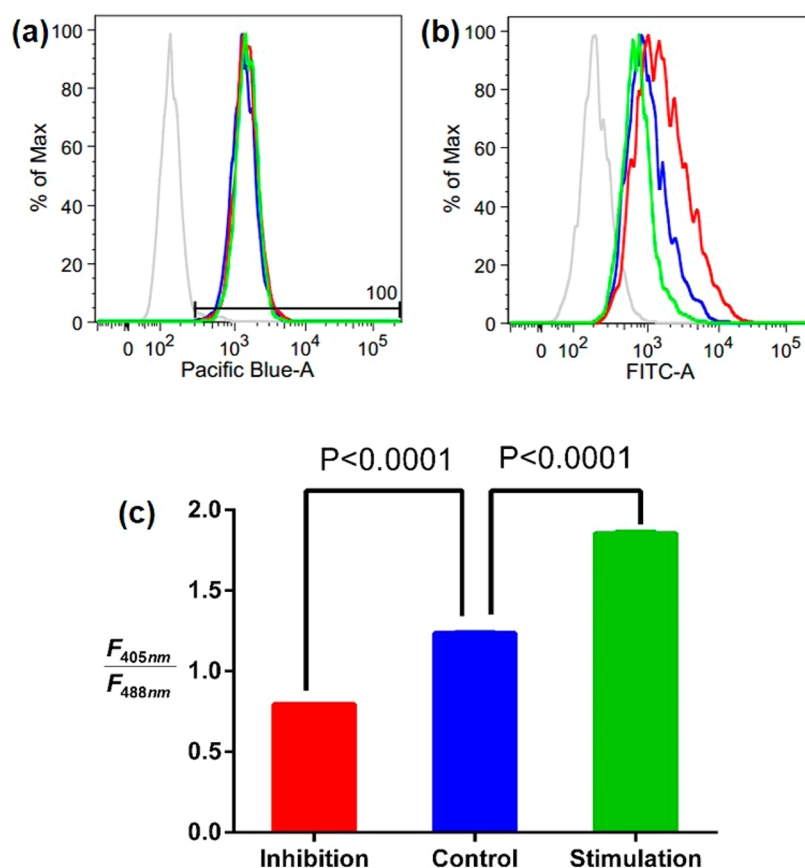 (a)
100
80
60
40
20
0
% of Max
100
0 10² 10³ 10⁴ 10⁵
Pacific Blue-A
(b)
100
80
60
40
20
0
% of Max
0 10² 10³ 10⁴ 10⁵
FITC-A
(c)
P<0.0001 P<0.0001
2.0
1.5
1.0
0.5
0.0
F405nm
F488nm
Inhibition Control Stimulation